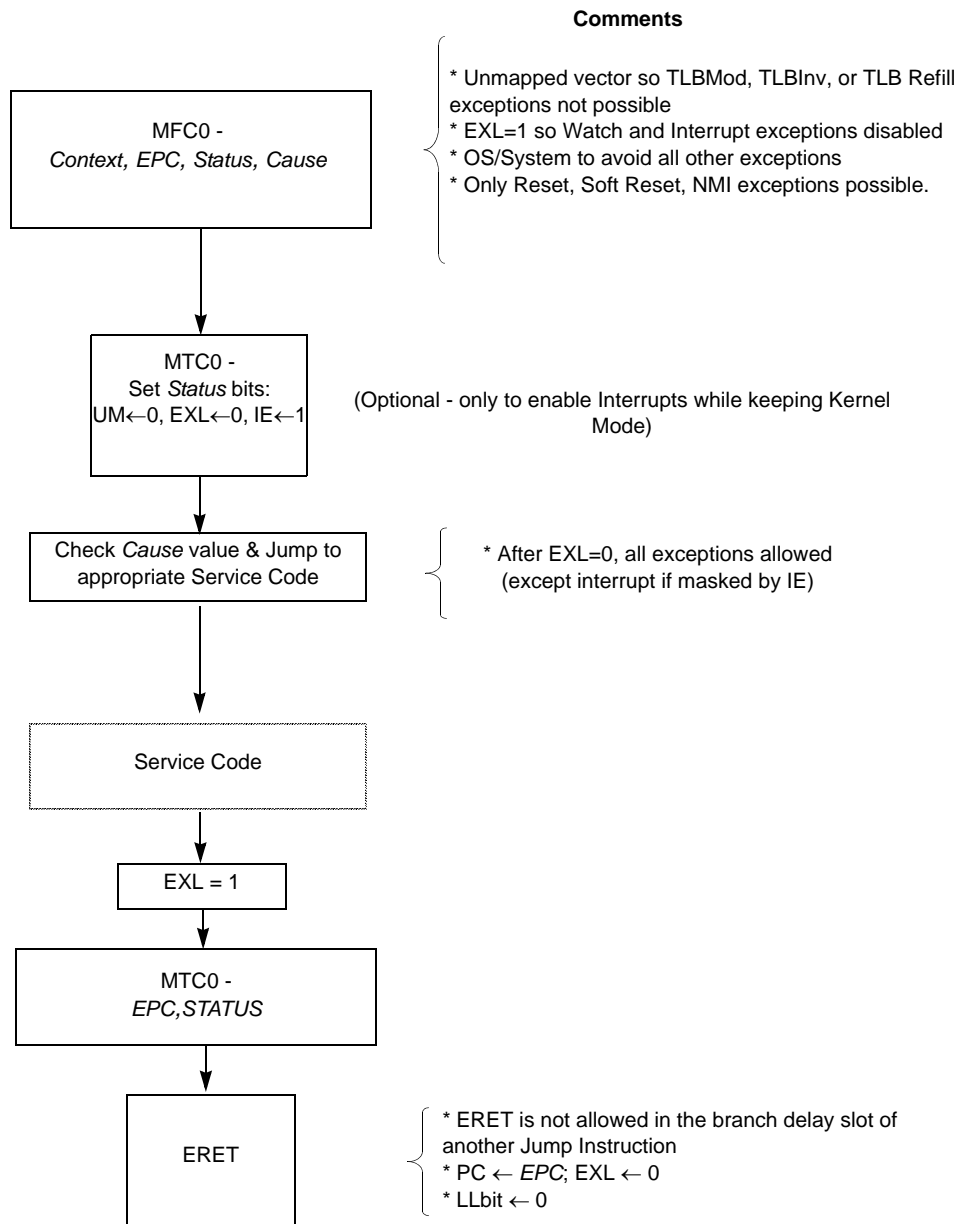 Comments
MFC0 -
Context, EPC, Status, Cause
* Unmapped vector so TLBMod, TLBInv, or TLB Refill
exceptions not possible
* EXL=1 so Watch and Interrupt exceptions disabled
* OS/System to avoid all other exceptions
* Only Reset, Soft Reset, NMI exceptions possible.
MTC0 -
Set Status bits:
UM←0, EXL←0, IE←1
(Optional - only to enable Interrupts while keeping Kernel
Mode)
Check Cause value & Jump to
appropriate Service Code
* After EXL=0, all exceptions allowed
(except interrupt if masked by IE)
Service Code
EXL = 1
MTC0 -
EPC,STATUS
ERET
* ERET is not allowed in the branch delay slot of
another Jump Instruction
* PC ← EPC; EXL ← 0
* LLbit ← 0